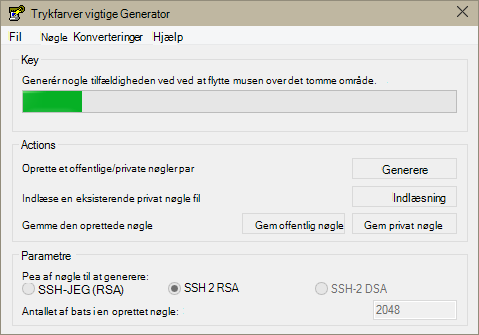 Trykfarver vigtige Generator
Fil Nøgle Konverteringer Hjælp
Key
Generér nogle tilfældigheden ved ved at flytte musen over det tomme område.
Actions
Oprette et offentlige/private nøgler par Generere
Indlæse en eksisterende privat nøgle fil Indlæsning
Gemme den oprettede nøgle Gem offentlig nøgle Gem privat nøgle
Parametre
Pea af nøgle til at generere:
SSH-JEG (RSA) SSH 2 RSA SSH-2 DSA
Antallet af bats i en oprettet nøgle: 2048